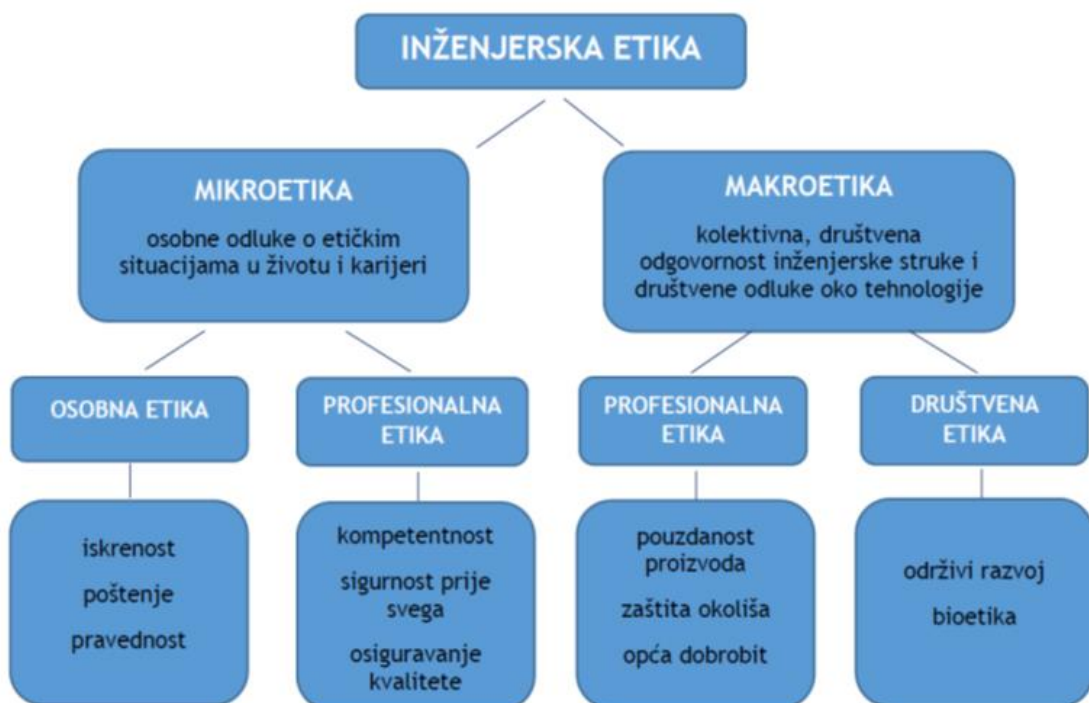 INŽENJERSKA ETIKA
MIKROETIKA
osobne odluke o etičkim
situacijama u životu i karijeri
MAKROETIKA
kolektivna, društvena
odgovornost inženjerske struke i
društvene odluke oko tehnologije
OSOBNA ETIKA
PROFESIONALNA
ETIKA
PROFESIONALNA
ETIKA
DRUŠTVENA
ETIKA
iskrenost
poštenje
pravednost
kompetentnost
sigurnost prije
svega
osiguravanje
kvalitete
pouzdanost
proizvoda
zaštita okoliša
opća dobrobit
održivi razvoj
bioetika